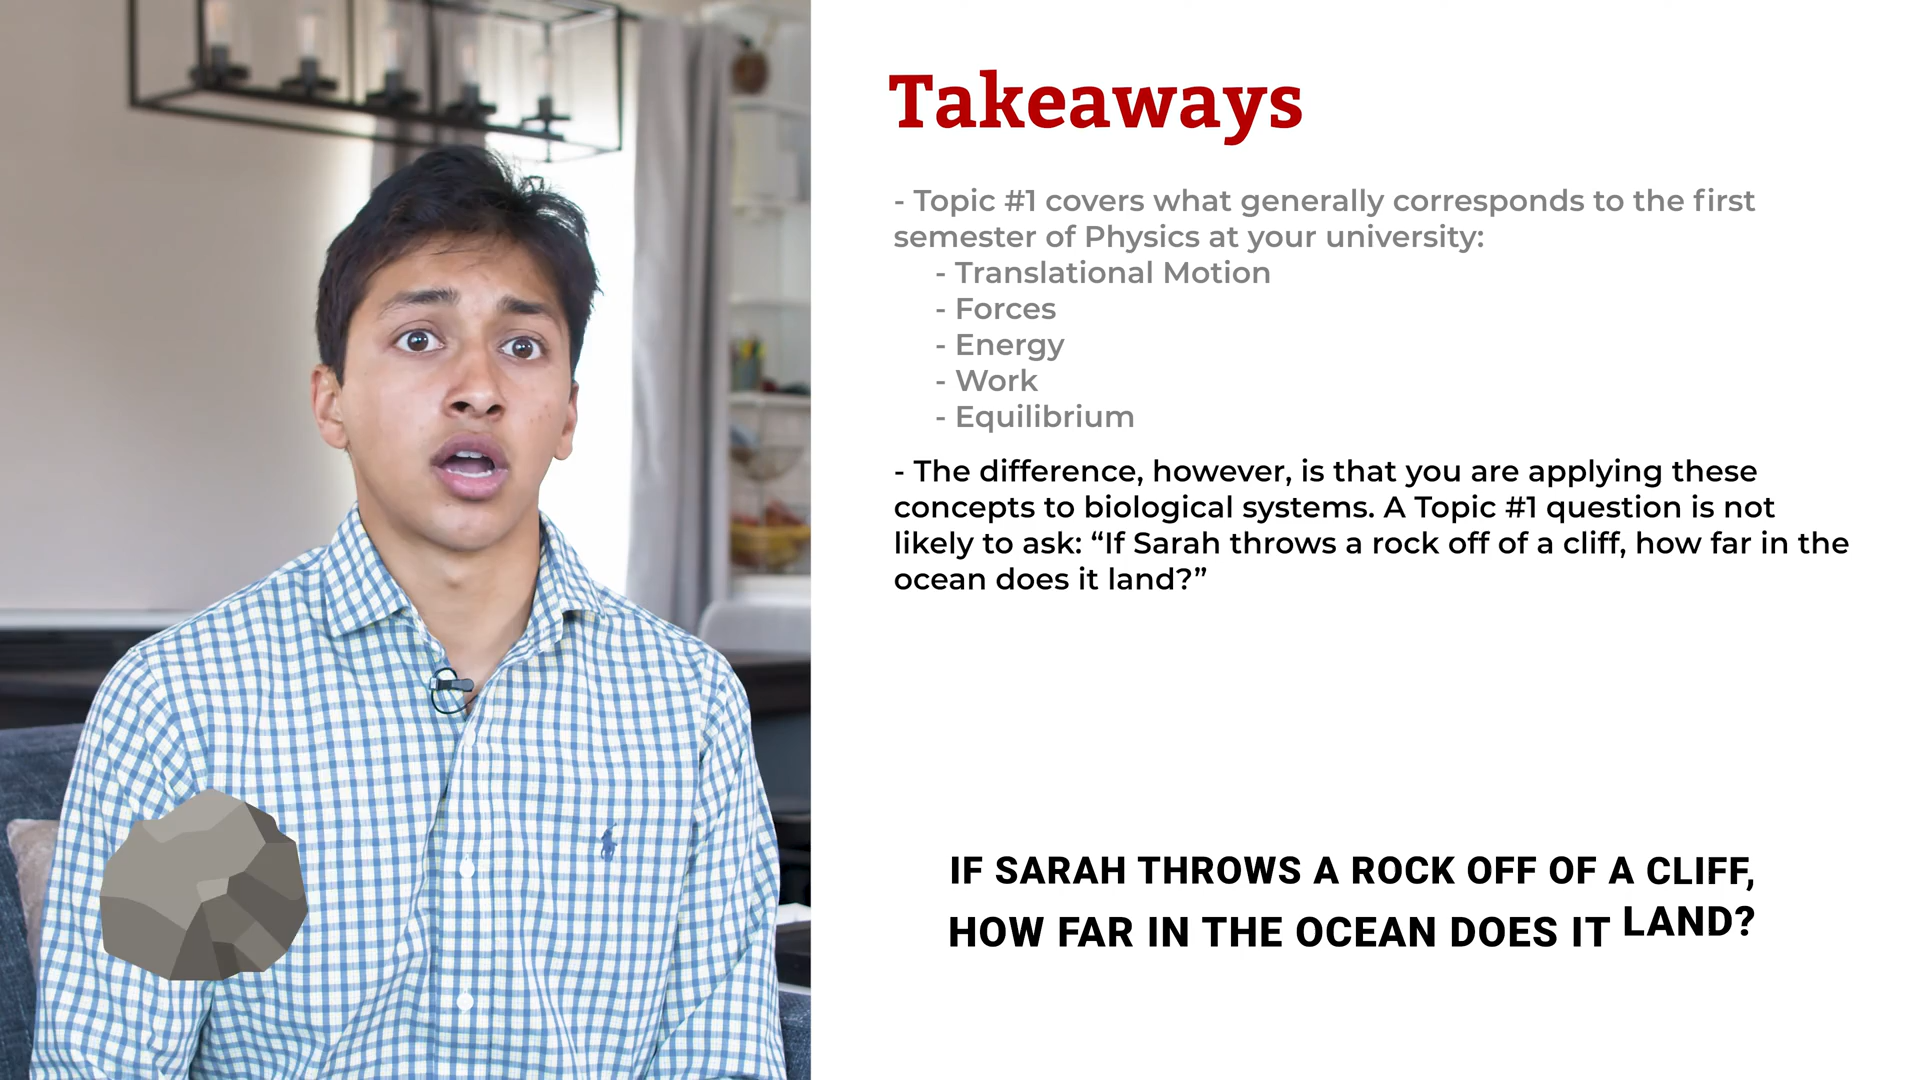 Takeaways
- Topic #1 covers what generally corresponds to the first
semester of Physics at your university:
- Translational Motion
- Forces
- Energy
- Work
- Equilibrium
- The difference, however, is that you are applying these
concepts to biological systems. A Topic #1 question is not
likely to ask: “If Sarah throws a rock off of a cliff, how far in the
ocean does it land?”
IF SARAH THROWS A ROCK OFF OF A CLIFF,
HOW FAR IN THE OCEAN DOES IT LAND?